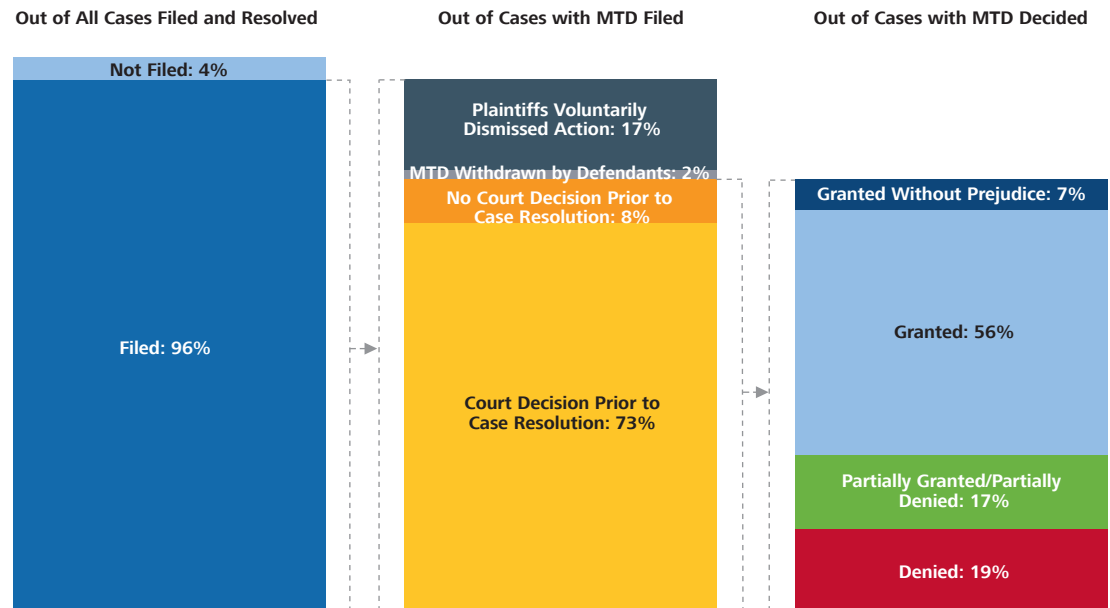 Out of All Cases Filed and Resolved
Not Filed: 4%
Filed: 96%
Out of Cases with MTD Filed
Plaintiffs Voluntarily
Dismissed Action: 17%
MTD Withdrawn by Defendants: 2%
No Court Decision Prior to
Case Resolution: 8%
Court Decision Prior to
Case Resolution: 73%
Out of Cases with MTD Decided
Granted Without Prejudice: 7%
Granted: 56%
Partially Granted/Partially
Denied: 17%
Denied: 19%